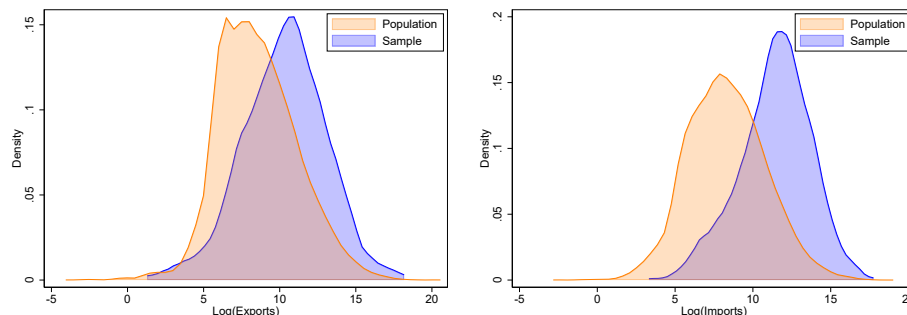 Population
Sample
Density
0
.05
.1
.15
-5
0
5
10
15
20
Log(Exports)
Population
Sample
Density
0
.05
.1
.15
.2
-5
0
5
10
15
Log(Imports)